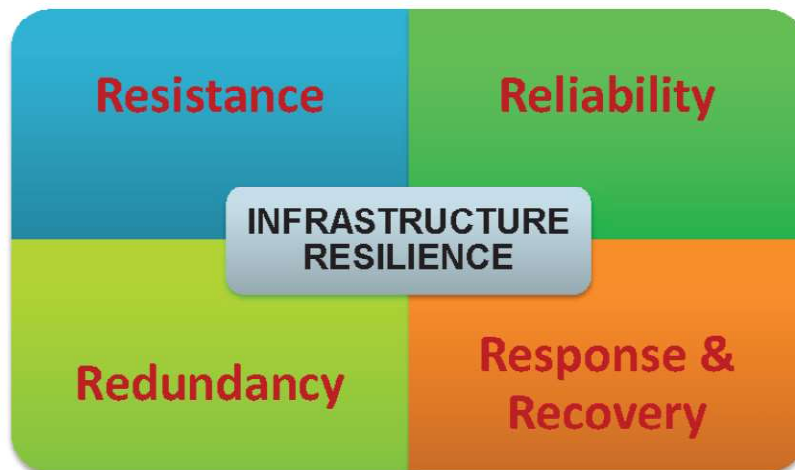 Resistance
Reliability
INFRASTRUCTURE
RESILIENCE
Redundancy
Response &
Recovery